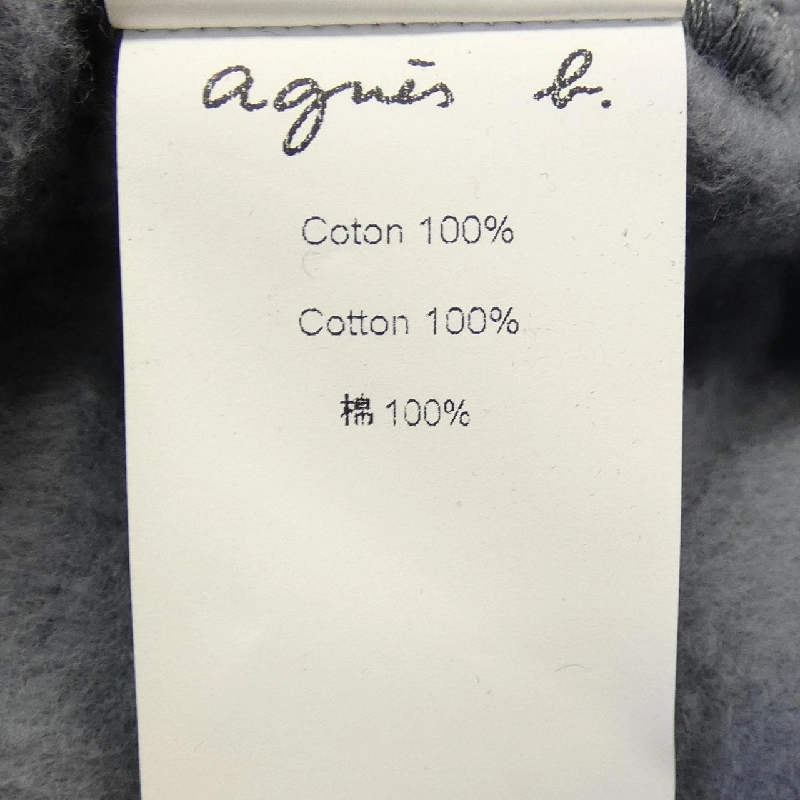 agnès b.
Coton 100%
Cotton 100%
棉 100%